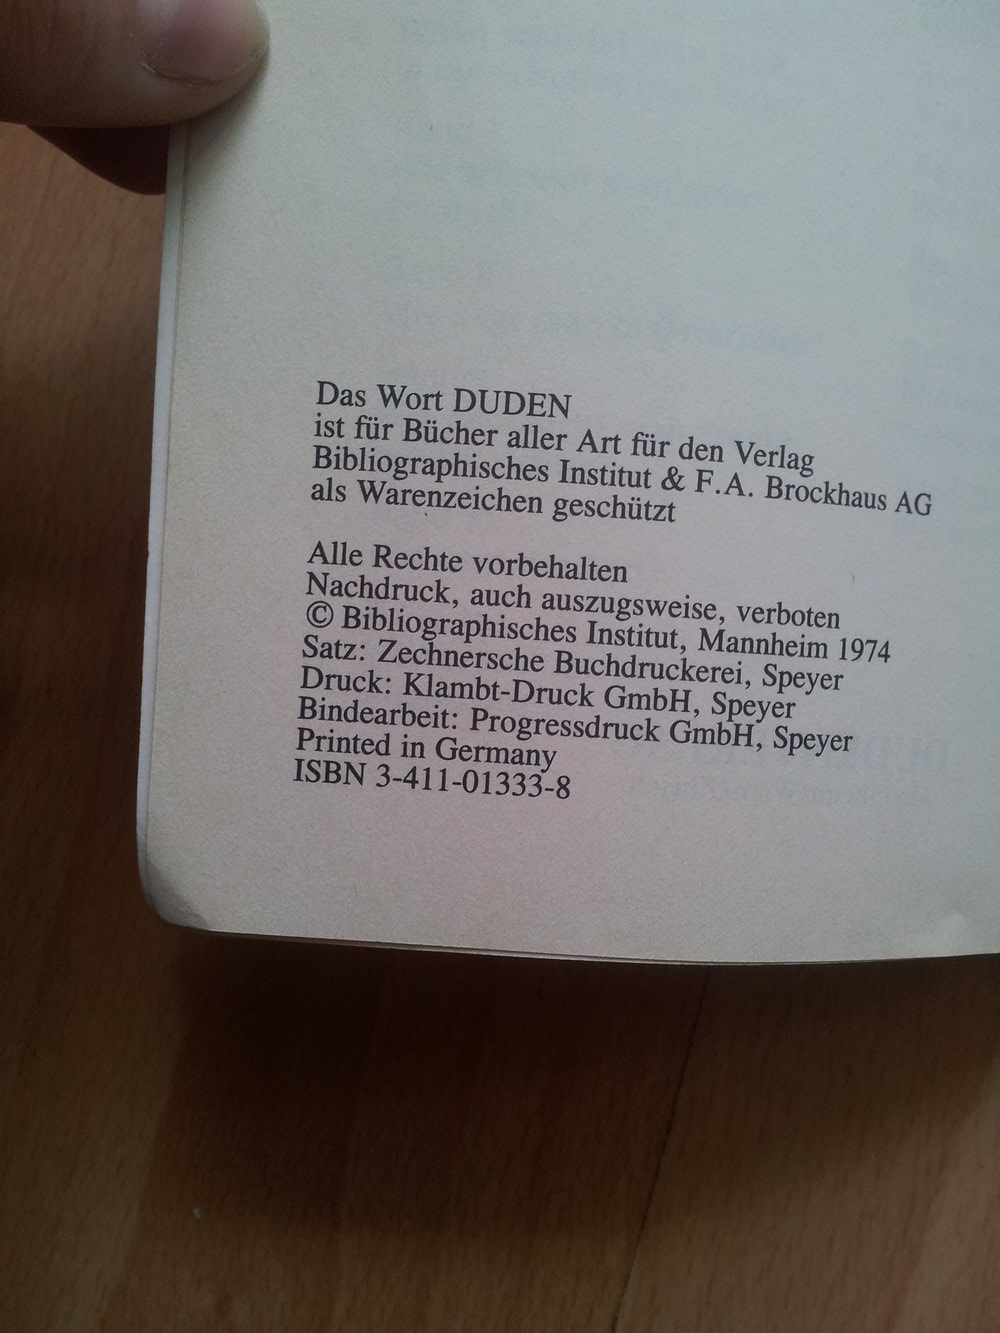 Das Wort DUDEN
ist für Bücher aller Art für den Verlag
Bibliographisches Institut & F.A. Brockhaus AG
als Warenzeichen geschützt
Alle Rechte vorbehalten
Nachdruck, auch auszugsweise, verboten
© Bibliographisches Institut, Mannheim 1974
Satz: Zechnersche Buchdruckerei, Speyer
Druck: Klambt-Druck GmbH, Speyer
Bindearbeit: Progressdruck GmbH, Speyer
Printed in Germany
ISBN 3-411-01333-8